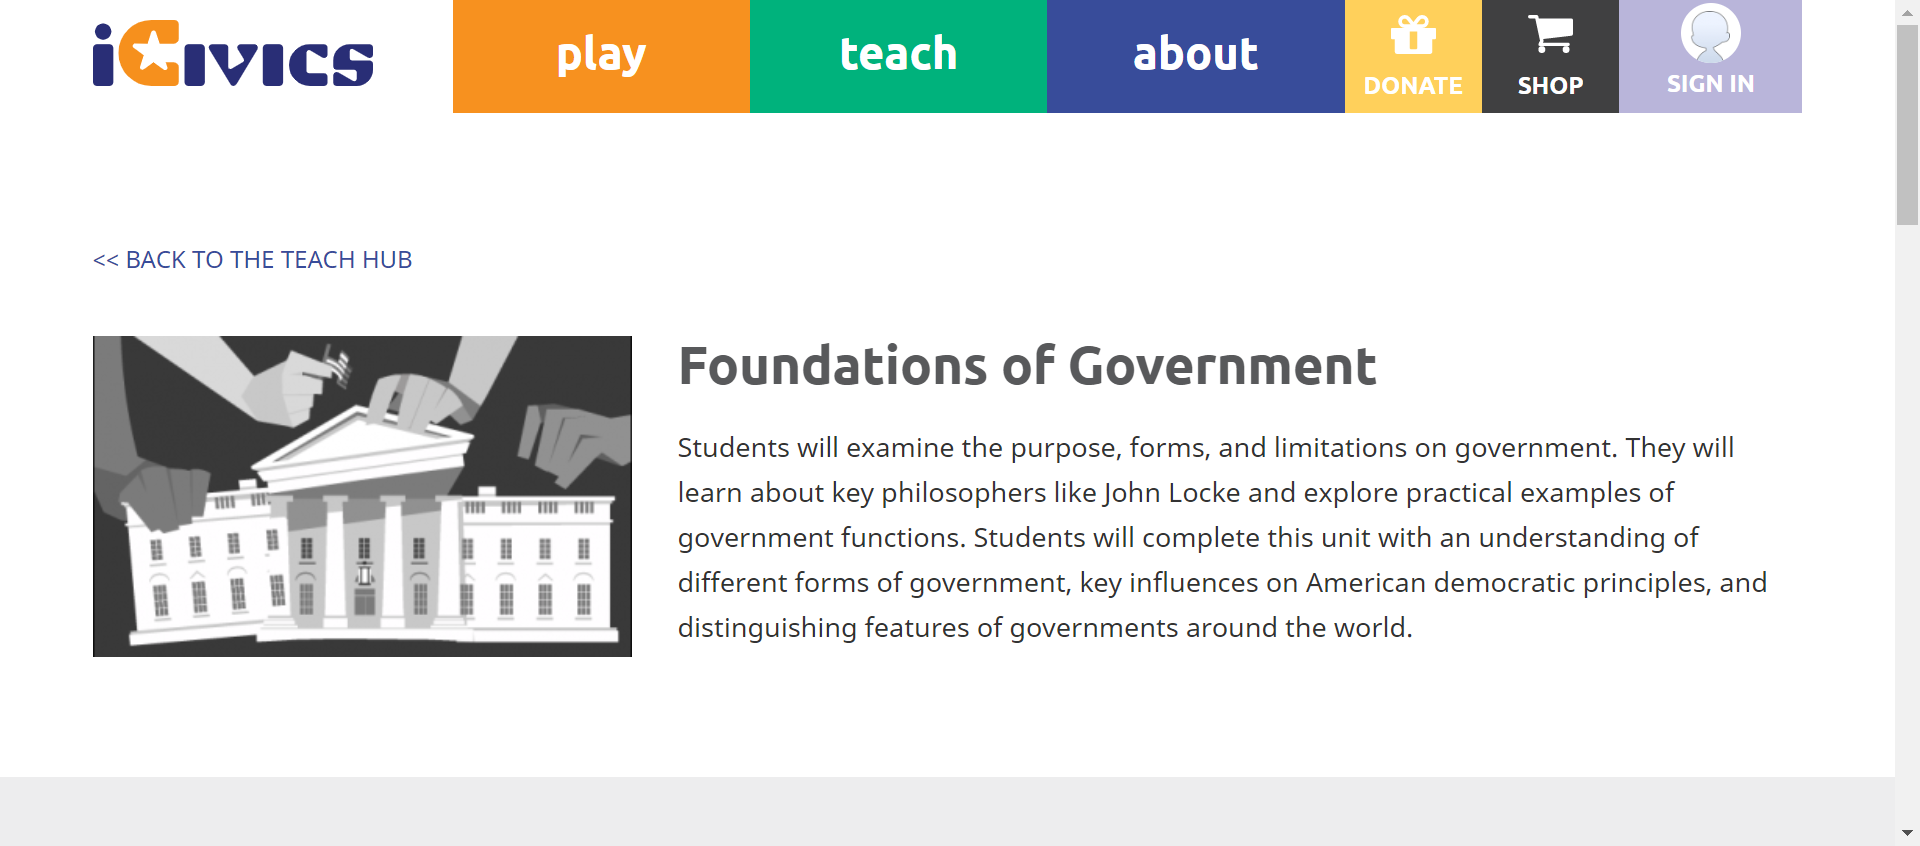 iCivics
play
teach
about
DONATE
SHOP
SIGN IN
<< BACK TO THE TEACH HUB
Foundations of Government
Students will examine the purpose, forms, and limitations on government. They will
learn about key philosophers like John Locke and explore practical examples of
government functions. Students will complete this unit with an understanding of
different forms of government, key influences on American democratic principles, and
distinguishing features of governments around the world.